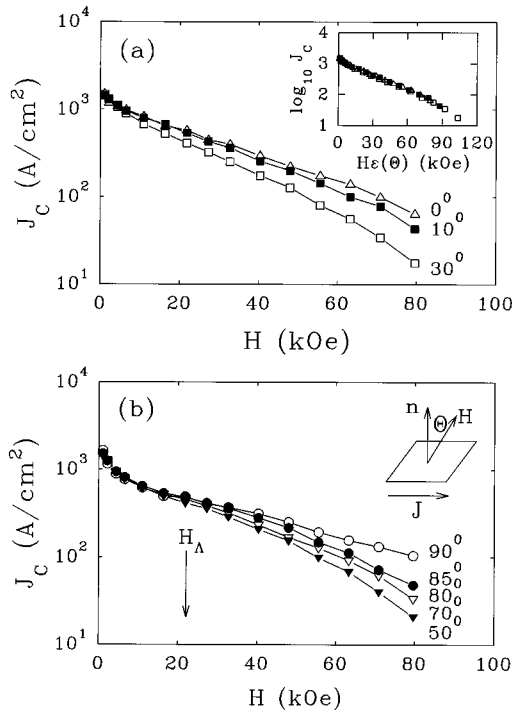 10⁴
(a)
10³
10²
10¹
J_C (A/cm²)
0 20 40 60 80 100
H (kOe)
0⁰
10⁰
30⁰
4
3
2
1
log₁₀ J_C
0 30 60 90 120
Hε(Θ) (kOe)
10⁴
(b)
10³
10²
10¹
J_C (A/cm²)
H_Λ
n
Θ
H
J
90⁰
85⁰
80⁰
70⁰
50⁰
0 20 40 60 80 100
H (kOe)